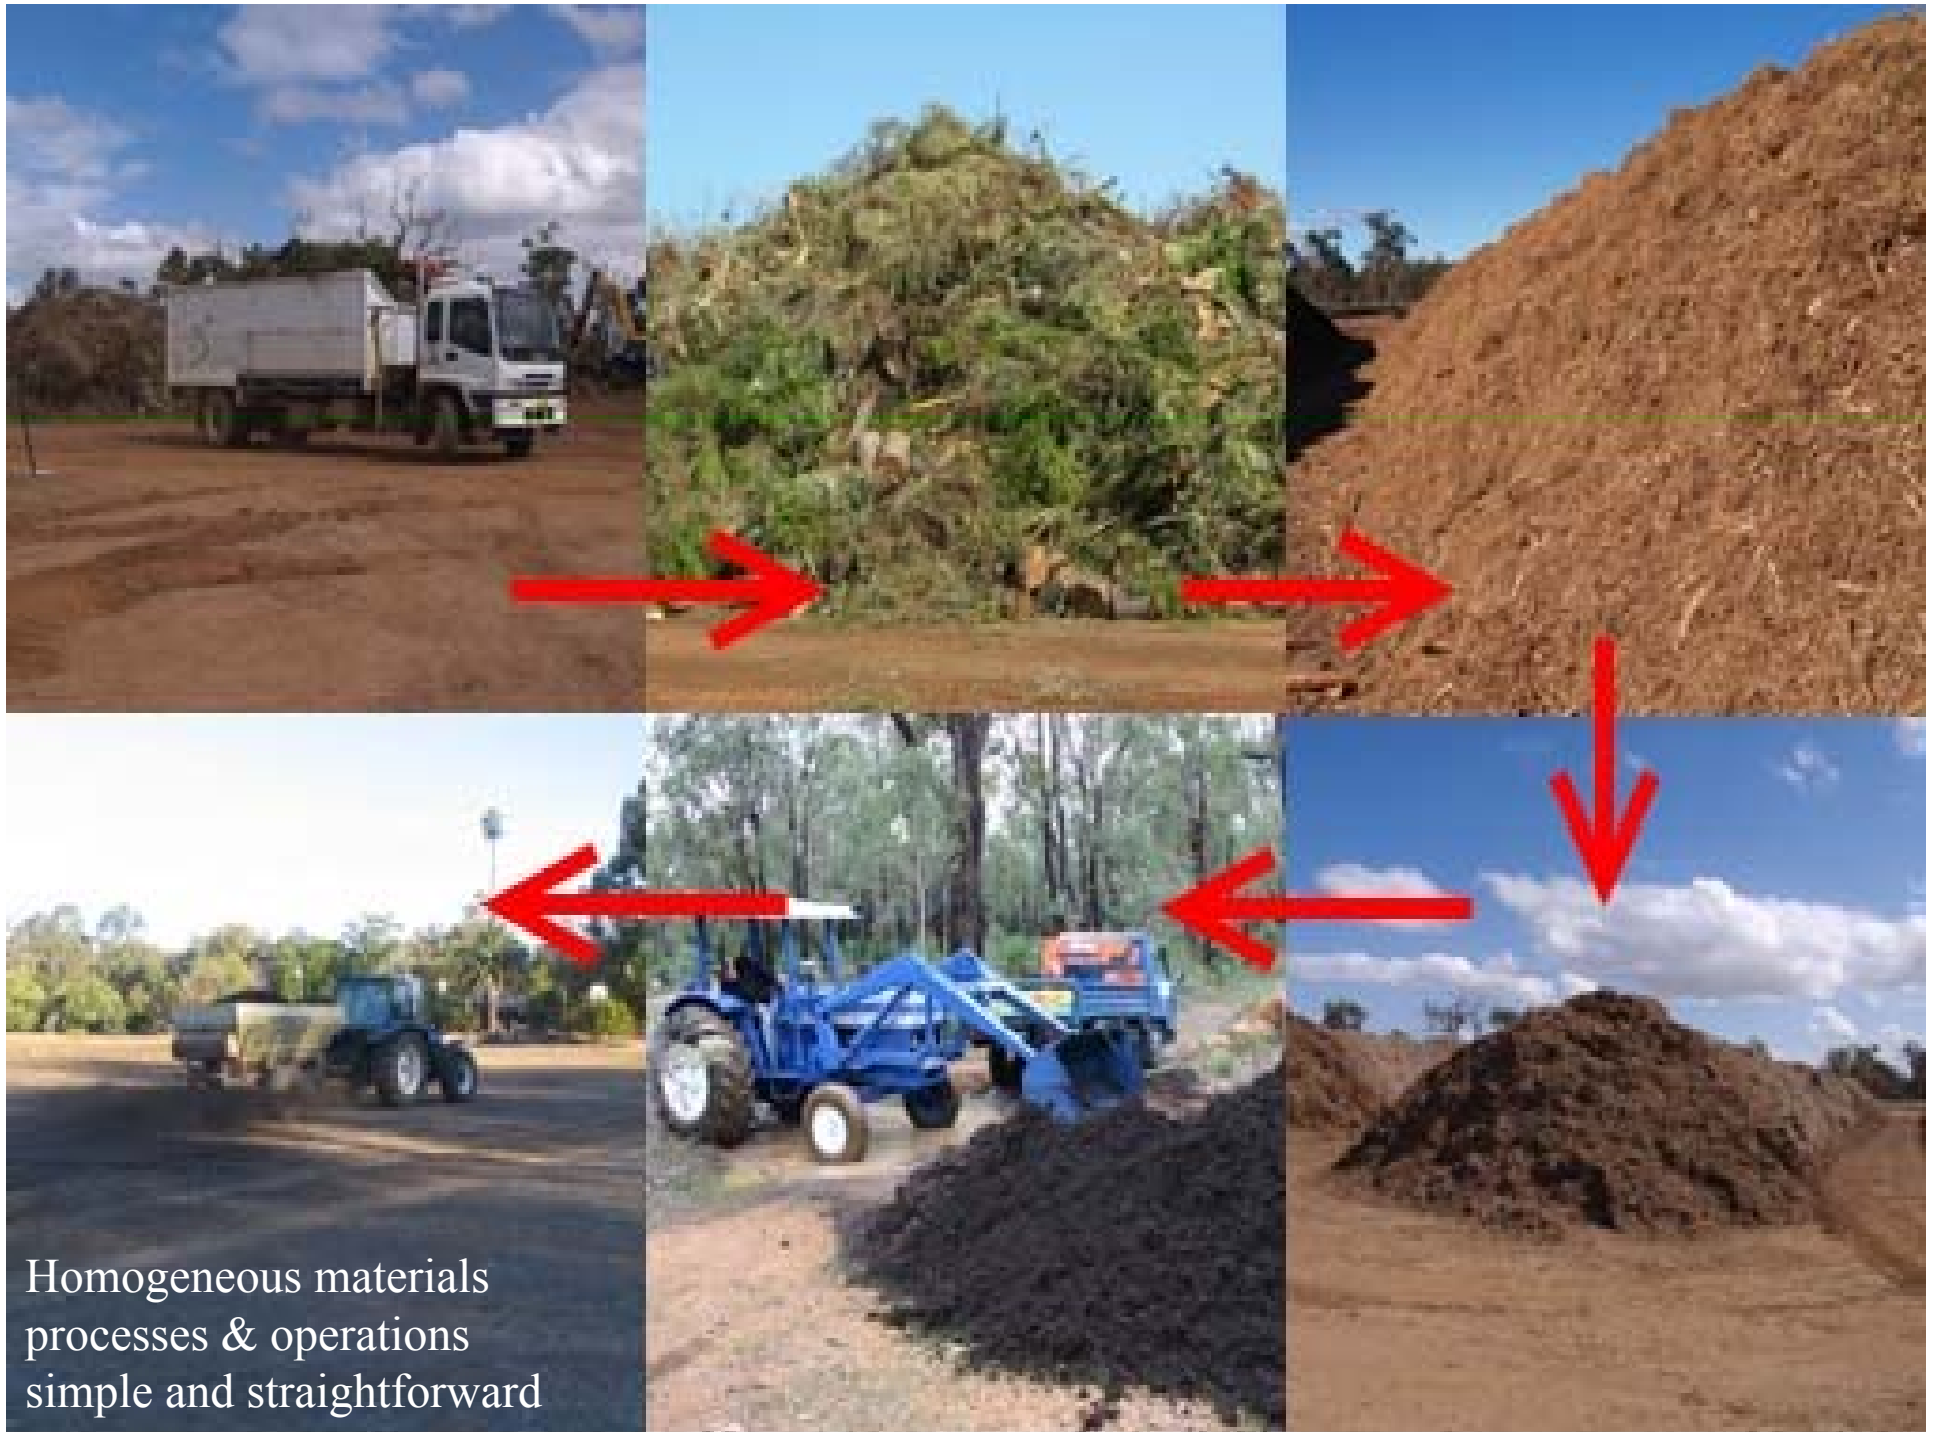 Homogeneous materials
processes & operations
simple and straightforward